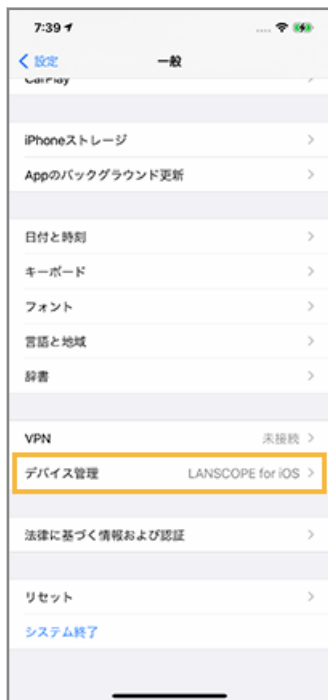 7:39
設定
一般
CarPlay
iPhoneストレージ
Appのバックグラウンド更新
日付と時刻
キーボード
フォント
言語と地域
辞書
VPN 未接続
デバイス管理 LANSCOPE for iOS
法律に基づく情報および認証
リセット
システム終了